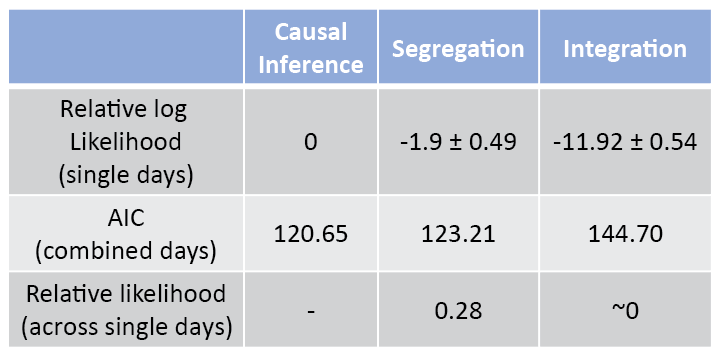 Causal
Inference
Segregation
Integration
Relative log
Likelihood
(single days)
0
-1.9 ± 0.49
-11.92 ± 0.54
AIC
(combined days)
120.65
123.21
144.70
Relative likelihood
(across single days)
-
0.28
~0